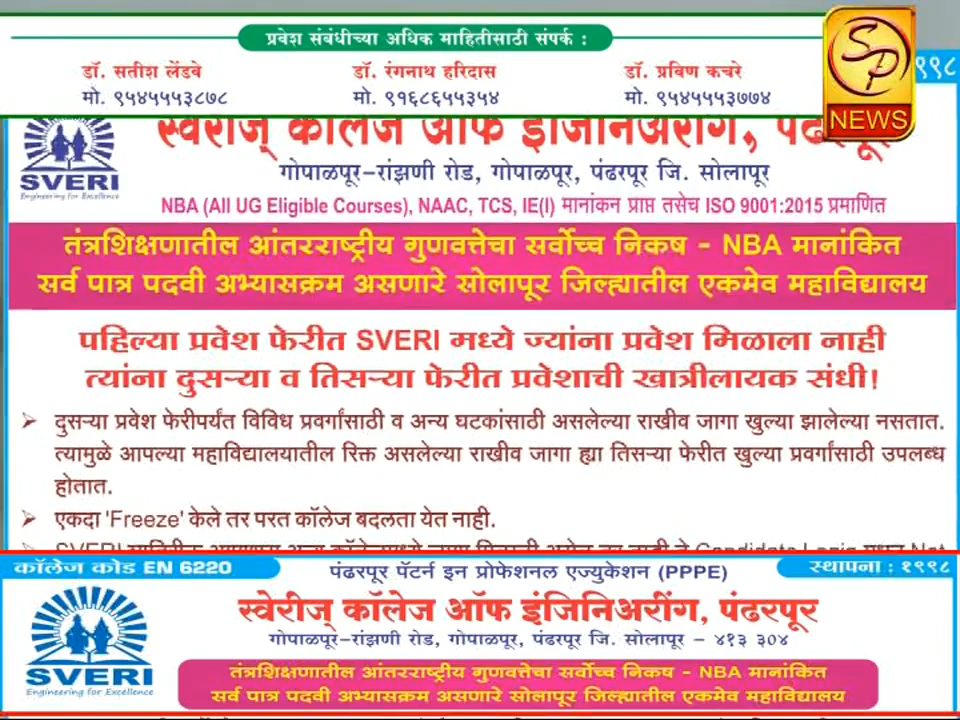 प्रवेश संबंधीच्या अधिक माहितीसाठी संपर्क :
डॉ. सतीश लेंडवे
मो. ९५४५५५३८७८
डॉ. रंगनाथ हरिदास
मो. ९१६८६५५३५४
डॉ. प्रविण कचरे
मो. ९५४५५५३७७४
SP
NEWS
९९८
SVERI
Engineering for Excellence
स्वेरीज् कॉलेज ऑफ इंजिनिअरींग, पंढरपूर
गोपाळपूर-रांझणी रोड, गोपाळपूर, पंढरपूर जि. सोलापूर
NBA (All UG Eligible Courses), NAAC, TCS, IE(I) मानांकन प्राप्त तसेच ISO 9001:2015 प्रमाणित
तंत्रशिक्षणातील आंतरराष्ट्रीय गुणवत्तेचा सर्वोच्च निकष - NBA मानांकित
सर्व पात्र पदवी अभ्यासक्रम असणारे सोलापूर जिल्ह्यातील एकमेव महाविद्यालय
पहिल्या प्रवेश फेरीत SVERI मध्ये ज्यांना प्रवेश मिळाला नाही
त्यांना दुसऱ्या व तिसऱ्या फेरीत प्रवेशाची खात्रीलायक संधी!
➢ दुसऱ्या प्रवेश फेरीपर्यंत विविध प्रवर्गांसाठी व अन्य घटकांसाठी असलेल्या राखीव जागा खुल्या झालेल्या नसतात.
त्यामुळे आपल्या महाविद्यालयातील रिक्त असलेल्या राखीव जागा ह्या तिसऱ्या फेरीत खुल्या प्रवर्गांसाठी उपलब्ध
होतात.
➢ एकदा 'Freeze' केले तर परत कॉलेज बदलता येत नाही.
कॉलेज कोड EN 6220
पंढरपूर पॅटर्न इन प्रोफेशनल एज्युकेशन (PPPE)
स्थापना : १९९८
SVERI
Engineering for Excellence
स्वेरीज् कॉलेज ऑफ इंजिनिअरींग, पंढरपूर
गोपाळपूर-रांझणी रोड, गोपाळपूर, पंढरपूर जि. सोलापूर - ४१३ ३०४
तंत्रशिक्षणातील आंतरराष्ट्रीय गुणवत्तेचा सर्वोच्च निकष - NBA मानांकित
सर्व पात्र पदवी अभ्यासक्रम असणारे सोलापूर जिल्ह्यातील एकमेव महाविद्यालय